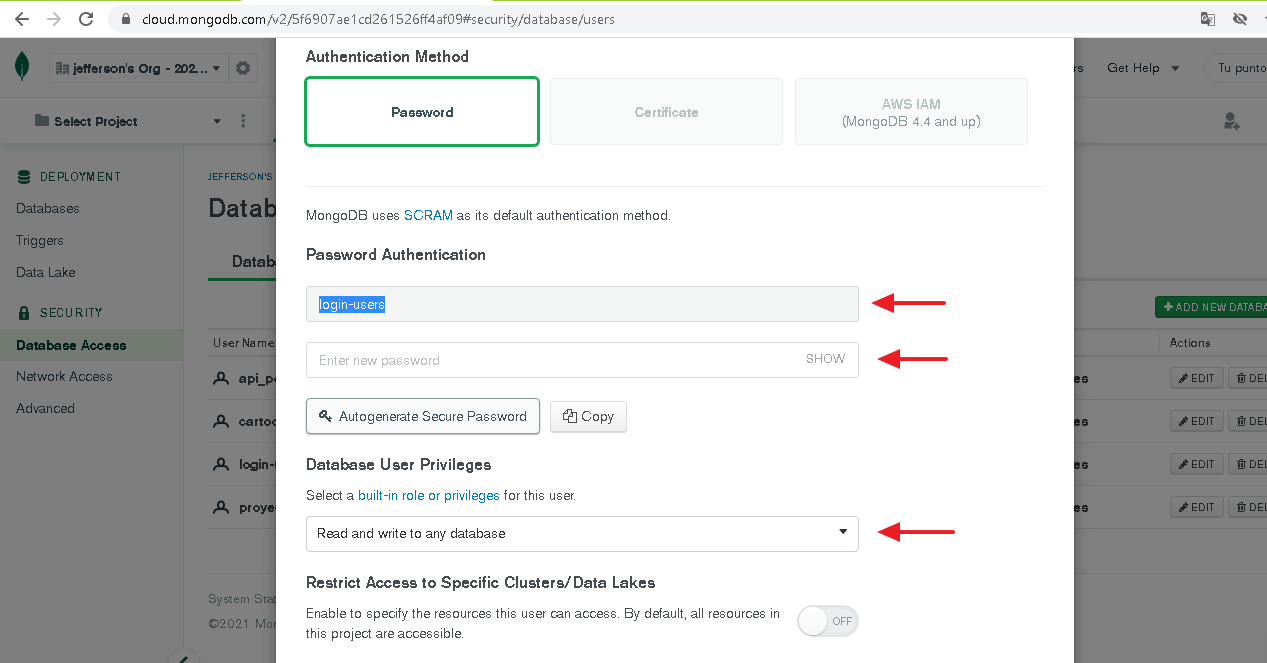 cloud.mongodb.com/v2/5f6907ae1cd261526ff4af09#security/database/users
jefferson's Org - 202...
rs
Get Help
Tu punto
Select Project
DEPLOYMENT
Databases
Triggers
Data Lake
SECURITY
Database Access
Network Access
Advanced
JEFFERSON'S
Datab
Datab
User Name
api_p
carto
login-
proye
System Stat
©2021 Mon
Authentication Method
Password
Certificate
AWS IAM
(MongoDB 4.4 and up)
MongoDB uses SCRAM as its default authentication method.
Password Authentication
login-users
Enter new password
SHOW
Autogenerate Secure Password
Copy
Database User Privileges
Select a built-in role or privileges for this user.
Read and write to any database
Restrict Access to Specific Clusters/Data Lakes
Enable to specify the resources this user can access. By default, all resources in
this project are accessible.
OFF
ADD NEW DATABA
Actions
es EDIT DEL
es EDIT DEL
es EDIT DEL
es EDIT DEL